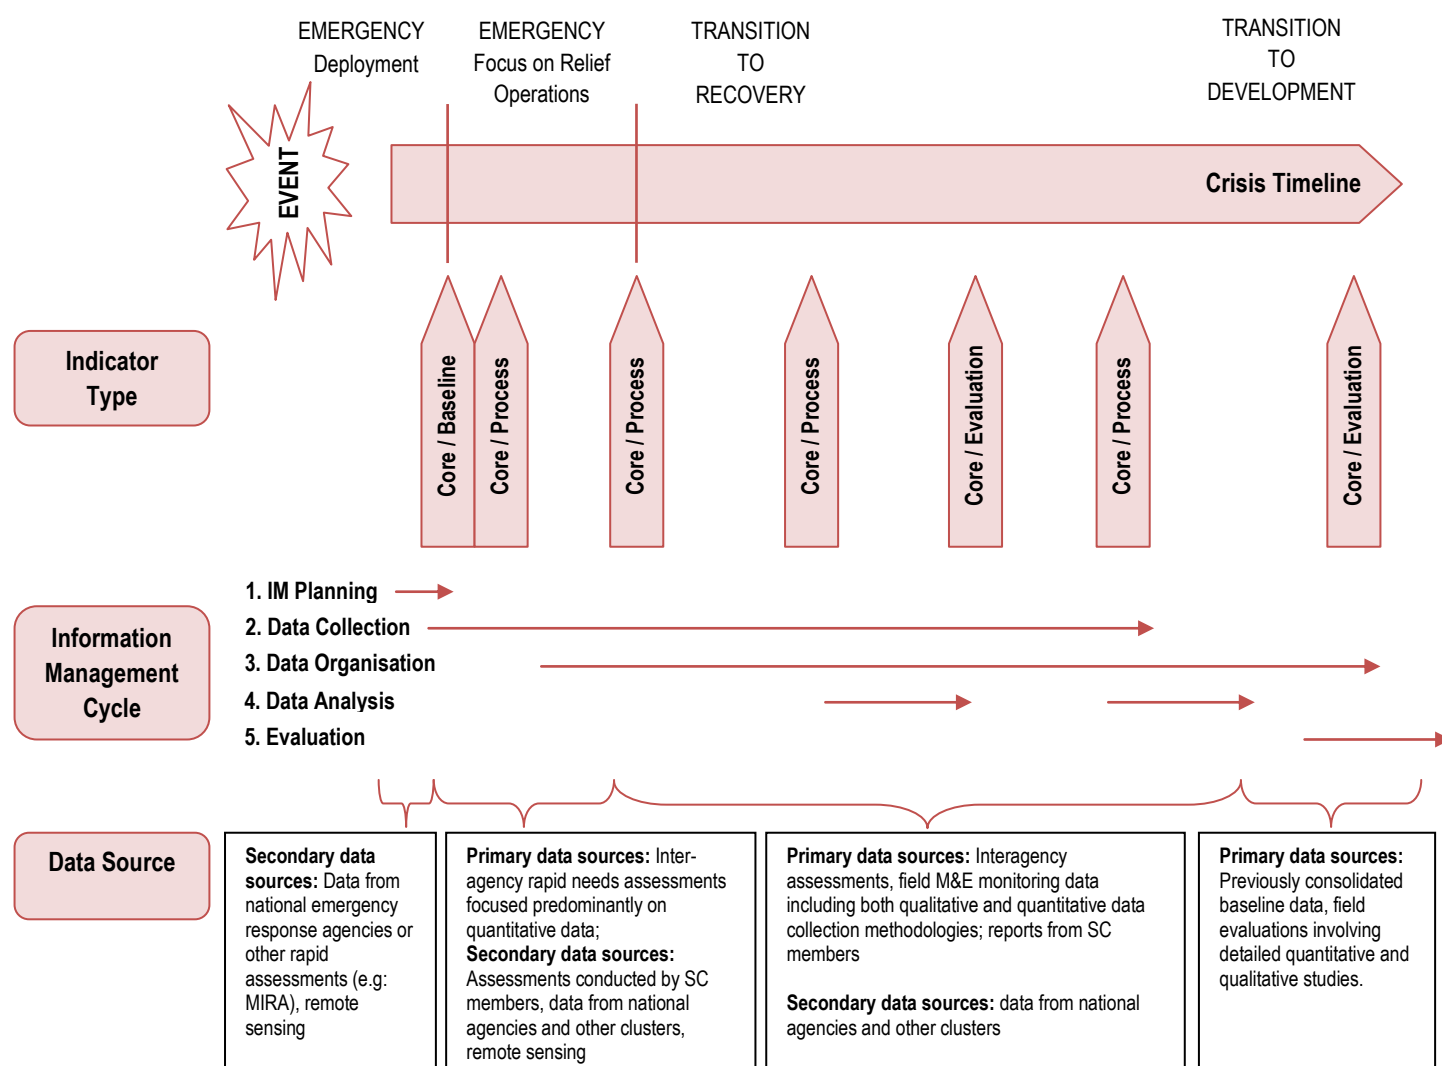 EMERGENCY
Deployment
EMERGENCY
Focus on Relief
Operations
TRANSITION
TO
RECOVERY
TRANSITION
TO
DEVELOPMENT
EVENT
Crisis Timeline
Indicator
Type
Core / Baseline
Core / Process
Core / Process
Core / Process
Core / Evaluation
Core / Process
Core / Evaluation
Information
Management
Cycle
1. IM Planning
2. Data Collection
3. Data Organisation
4. Data Analysis
5. Evaluation
Data Source
Secondary data
sources: Data from
national emergency
response agencies or
other rapid
assessments (e.g:
MIRA), remote
sensing
Primary data sources: Inter-
agency rapid needs assessments
focused predominantly on
quantitative data;
Secondary data sources:
Assessments conducted by SC
members, data from national
agencies and other clusters,
remote sensing
Primary data sources: Interagency
assessments, field M&E monitoring data
including both qualitative and quantitative data
collection methodologies; reports from SC
members
Secondary data sources: data from national
agencies and other clusters
Primary data sources:
Previously consolidated
baseline data, field
evaluations involving
detailed quantitative and
qualitative studies.